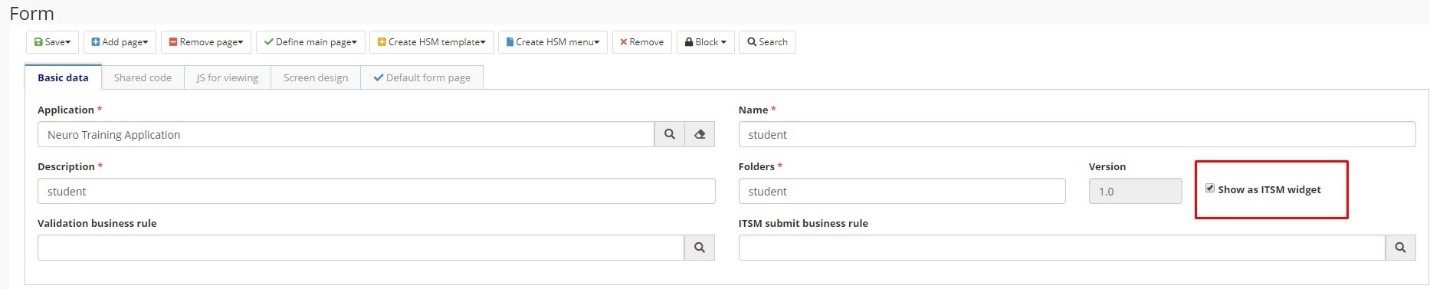 Form
Save Add page Remove page Define main page Create HSM template Create HSM menu Remove Block Search
Basic data Shared code JS for viewing Screen design Default form page
Application * Name *
Neuro Training Application student
Description * Folders * Version
student student 1.0 Show as ITSM widget
Validation business rule ITSM submit business rule